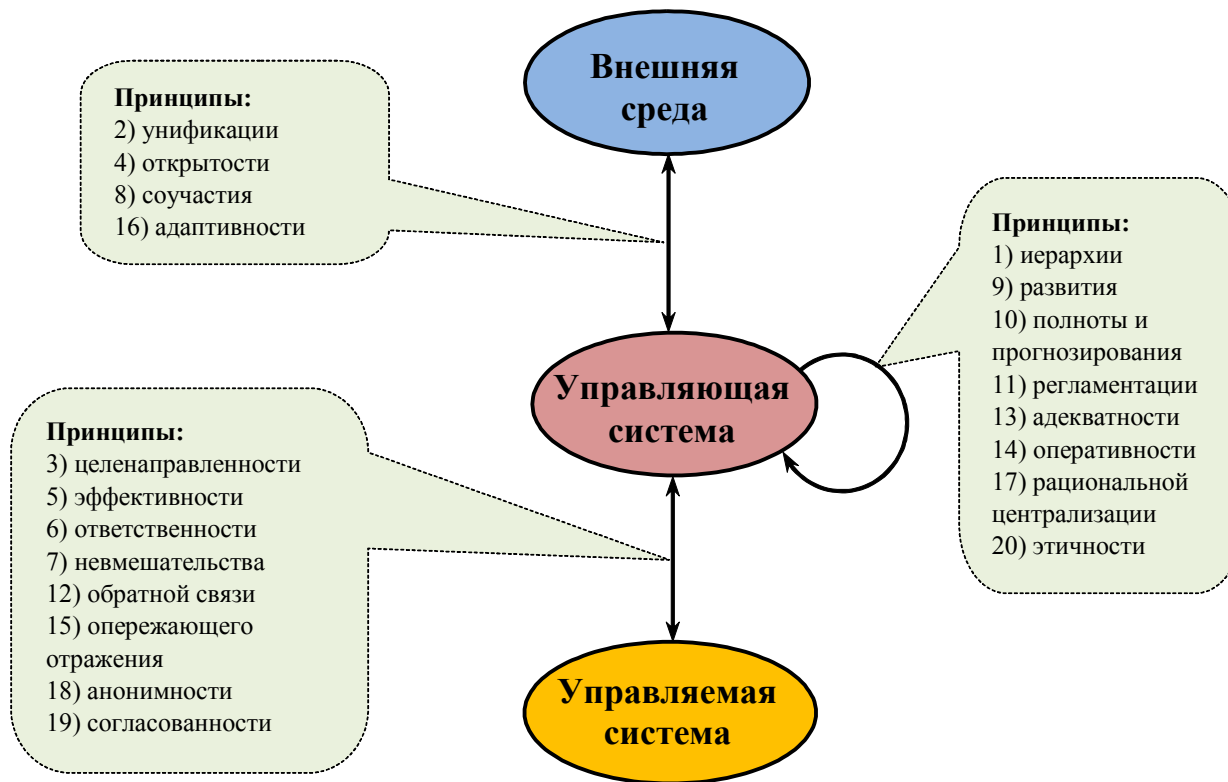 Внешняя
среда
Принципы:
2) унификации
4) открытости
8) соучастия
16) адаптивности
Принципы:
1) иерархии
9) развития
10) полноты и
прогнозирования
11) регламентации
13) адекватности
14) оперативности
17) рациональной
централизации
20) этичности
Управляющая
система
Принципы:
3) целенаправленности
5) эффективности
6) ответственности
7) невмешательства
12) обратной связи
15) опережающего
отражения
18) анонимности
19) согласованности
Управляемая
система